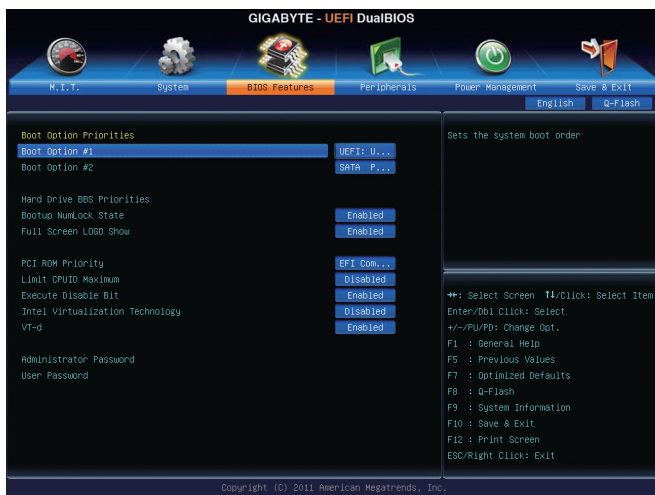 GIGABYTE - UEFI DualBIOS
M.I.T. System BIOS Features Peripherals Power Management Save & Exit
English Q-Flash
Boot Option Priorities
Boot Option #1 UEFI: U...
Boot Option #2 SATA P...
Hard Drive BBS Priorities
Bootup NumLock State Enabled
Full Screen LOGO Show Enabled
PCI ROM Priority EFI Com...
Limit CPUID Maximum Disabled
Execute Disable Bit Enabled
Intel Virtualization Technology Disabled
VT-d Enabled
Administrator Password
User Password
Sets the system boot order
→←: Select Screen ↑↓/Click: Select Item
Enter/Dbl Click: Select
+/-/PU/PD: Change Opt.
F1 : General Help
F5 : Previous Values
F7 : Optimized Defaults
F8 : Q-Flash
F9 : System Information
F10 : Save & Exit
F12 : Print Screen
ESC/Right Click: Exit
Copyright (C) 2011 American Megatrends, Inc.